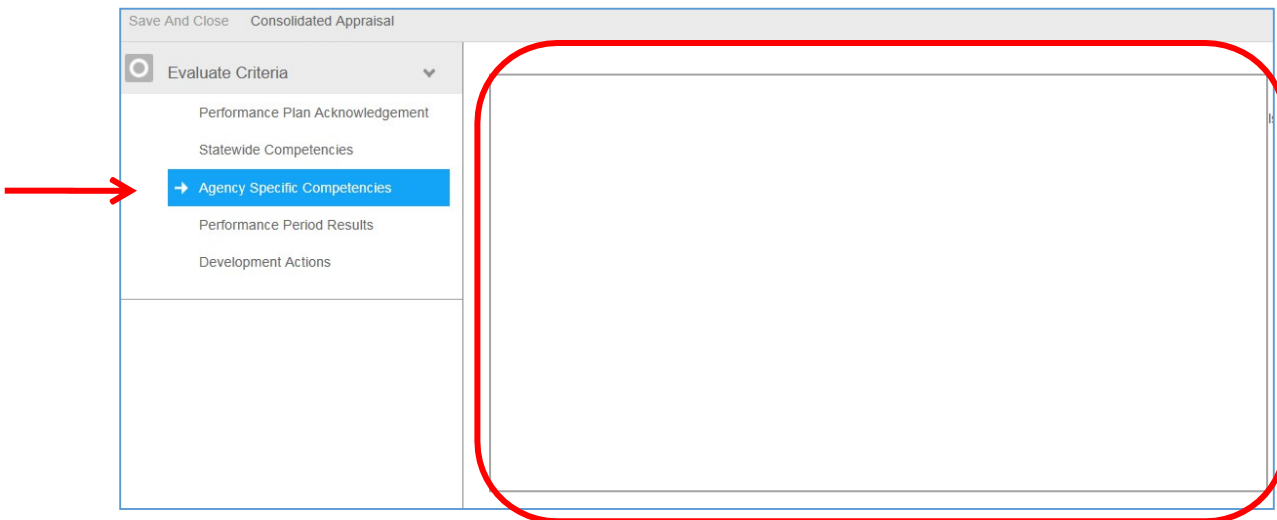 Save And Close Consolidated Appraisal
Evaluate Criteria
Performance Plan Acknowledgement
Statewide Competencies
Agency Specific Competencies
Performance Period Results
Development Actions